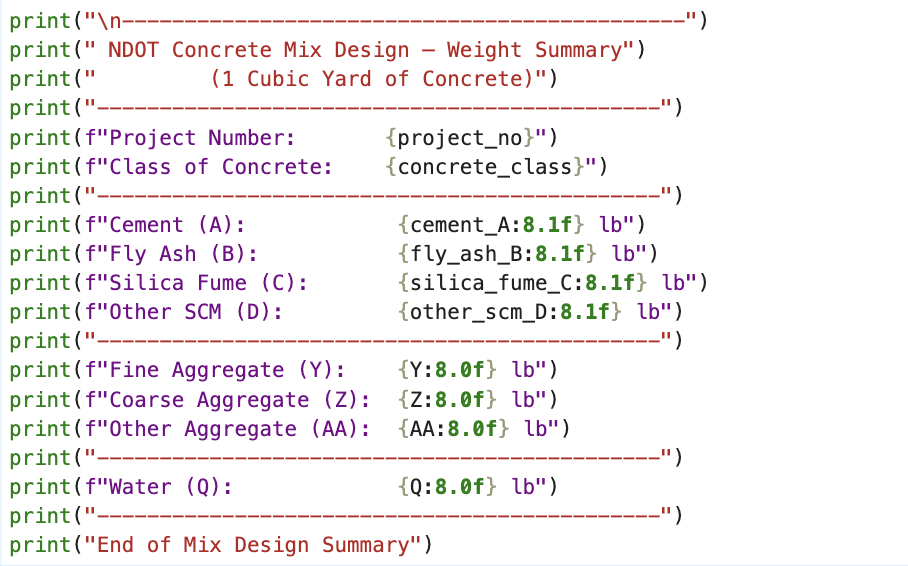 print("\n─────────────────────────────────────────────")
print(" NDOT Concrete Mix Design – Weight Summary")
print("         (1 Cubic Yard of Concrete)")
print("─────────────────────────────────────────────")
print(f"Project Number:       {project_no}")
print(f"Class of Concrete:    {concrete_class}")
print("─────────────────────────────────────────────")
print(f"Cement (A):            {cement_A:8.1f} lb")
print(f"Fly Ash (B):           {fly_ash_B:8.1f} lb")
print(f"Silica Fume (C):       {silica_fume_C:8.1f} lb")
print(f"Other SCM (D):         {other_scm_D:8.1f} lb")
print("─────────────────────────────────────────────")
print(f"Fine Aggregate (Y):    {Y:8.0f} lb")
print(f"Coarse Aggregate (Z):  {Z:8.0f} lb")
print(f"Other Aggregate (AA):  {AA:8.0f} lb")
print("─────────────────────────────────────────────")
print(f"Water (Q):             {Q:8.0f} lb")
print("─────────────────────────────────────────────")
print("End of Mix Design Summary")